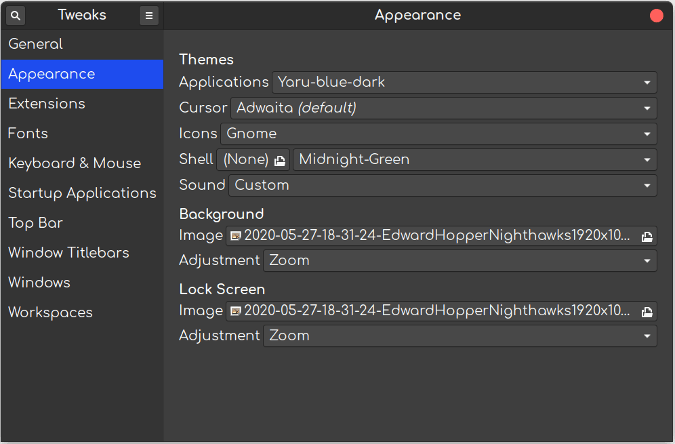 Tweaks
Appearance
General
Appearance
Extensions
Fonts
Keyboard & Mouse
Startup Applications
Top Bar
Window Titlebars
Windows
Workspaces
Themes
Applications Yaru-blue-dark
Cursor Adwaita (default)
Icons Gnome
Shell (None) Midnight-Green
Sound Custom
Background
Image 2020-05-27-18-31-24-EdwardHopperNighthawks1920x10...
Adjustment Zoom
Lock Screen
Image 2020-05-27-18-31-24-EdwardHopperNighthawks1920x10...
Adjustment Zoom